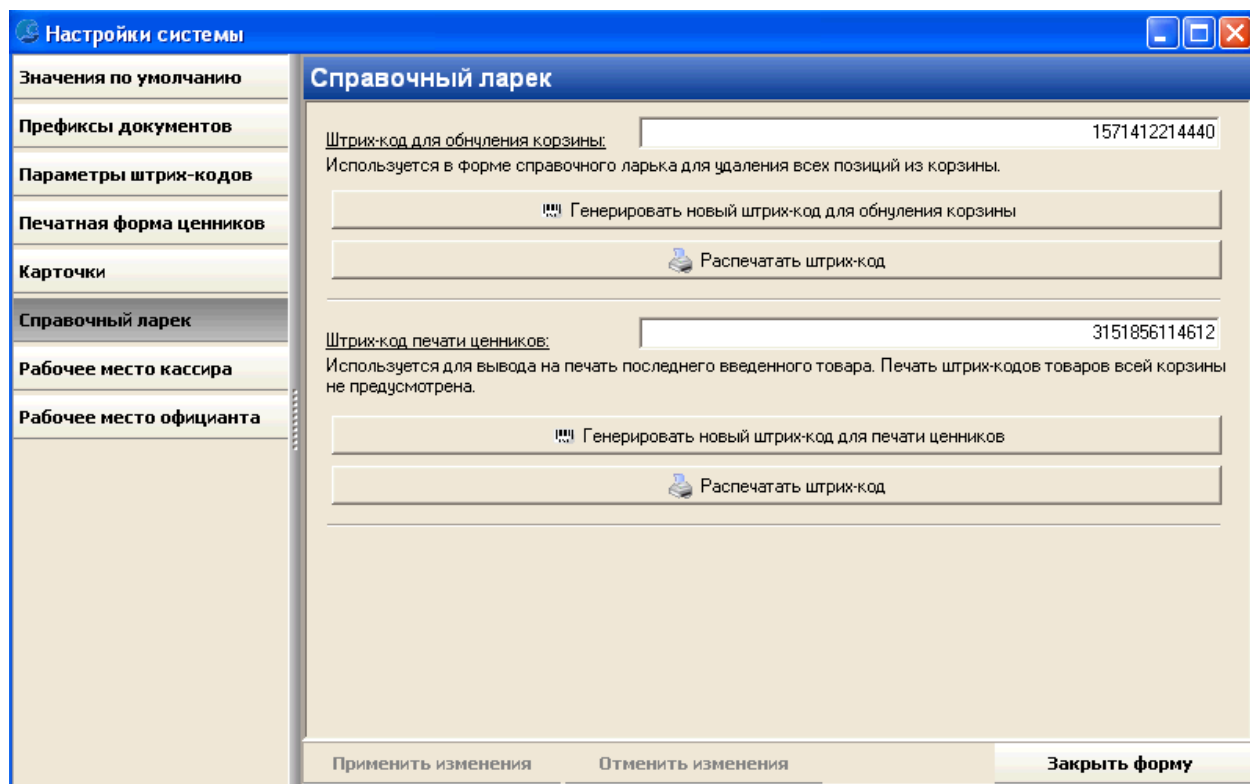 Настройки системы
Значения по умолчанию
Префиксы документов
Параметры штрих-кодов
Печатная форма ценников
Карточки
Справочный ларек
Рабочее место кассира
Рабочее место официанта
Справочный ларек
Штрих-код для обнуления корзины: 1571412214440
Используется в форме справочного ларька для удаления всех позиций из корзины.
Генерировать новый штрих-код для обнуления корзины
Распечатать штрих-код
Штрих-код печати ценников: 3151856114612
Используется для вывода на печать последнего введенного товара. Печать штрих-кодов товаров всей корзины
не предусмотрена.
Генерировать новый штрих-код для печати ценников
Распечатать штрих-код
Применить изменения Отменить изменения Закрыть форму